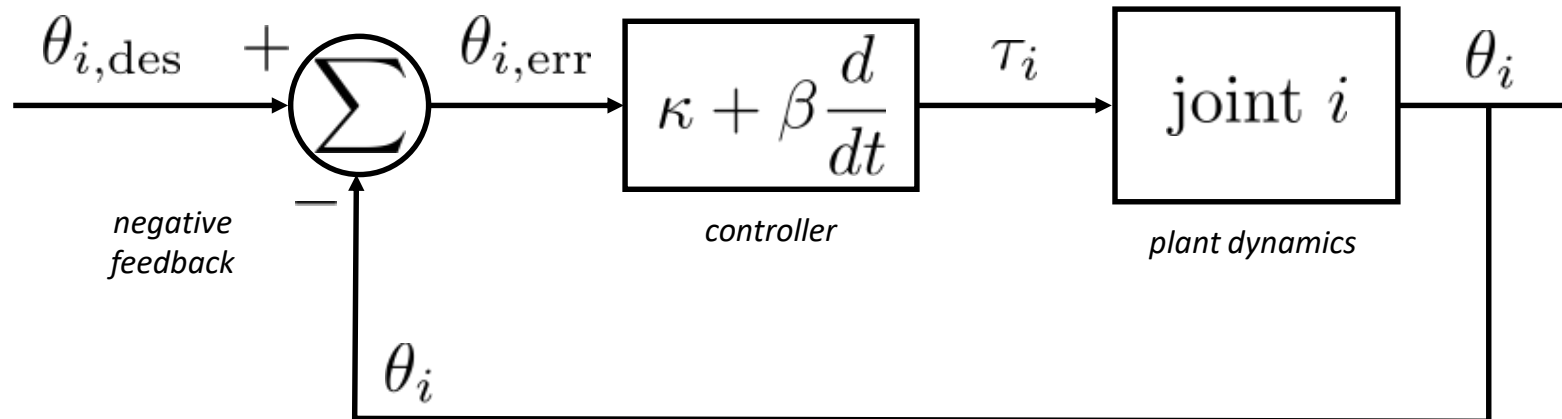 θ_{i,des} + ∑ θ_{i,err} κ + β d/dt τ_i joint i θ_i
−
negative
feedback
controller
plant dynamics
θ_i